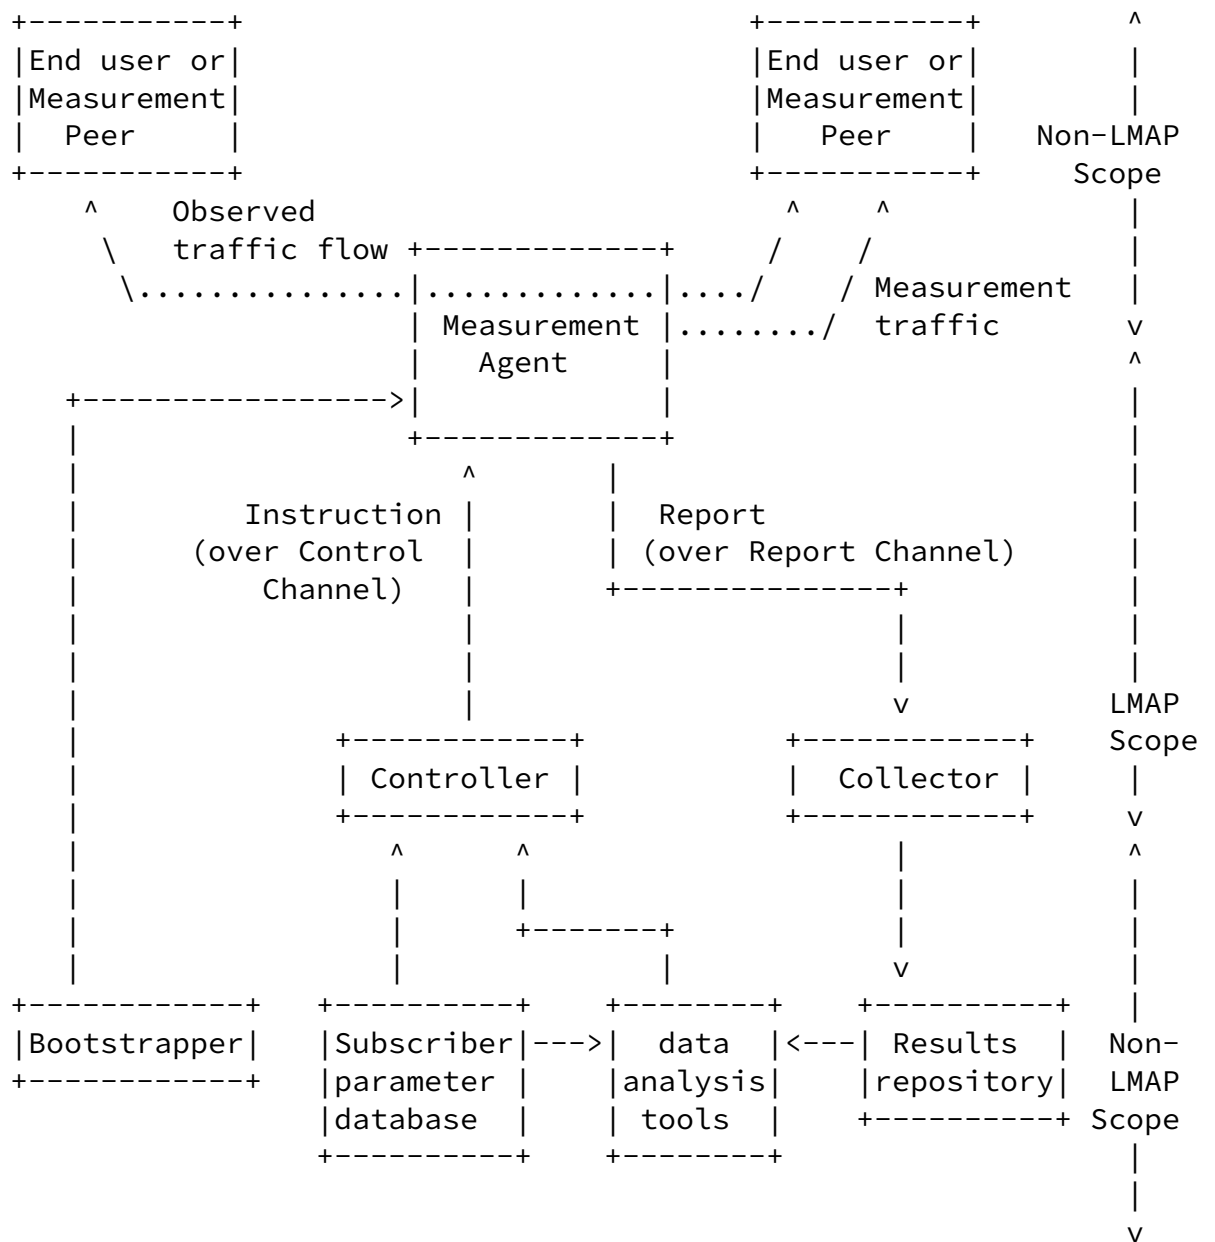 End user or End user or
Measurement Measurement
Peer Peer Non-LMAP
Scope
Observed
traffic flow
Measurement
Measurement traffic
Agent
Instruction Report
(over Control (over Report Channel)
Channel)
LMAP
Scope
Controller Collector
Bootstrapper Subscriber data Results Non-
parameter analysis repository LMAP
database tools Scope